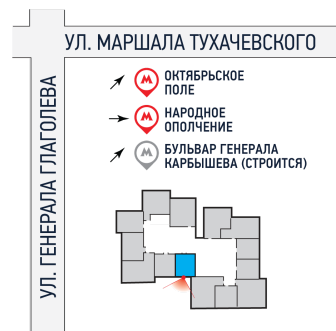 УЛ. МАРШАЛА ТУХАЧЕВСКОГО
УЛ. ГЕНЕРАЛА ГЛАГОЛЕВА
М ОКТЯБРЬСКОЕ
ПОЛЕ
М НАРОДНОЕ
ОПОЛЧЕНИЕ
М БУЛЬВАР ГЕНЕРАЛА
КАРБЫШЕВА (СТРОИТСЯ)